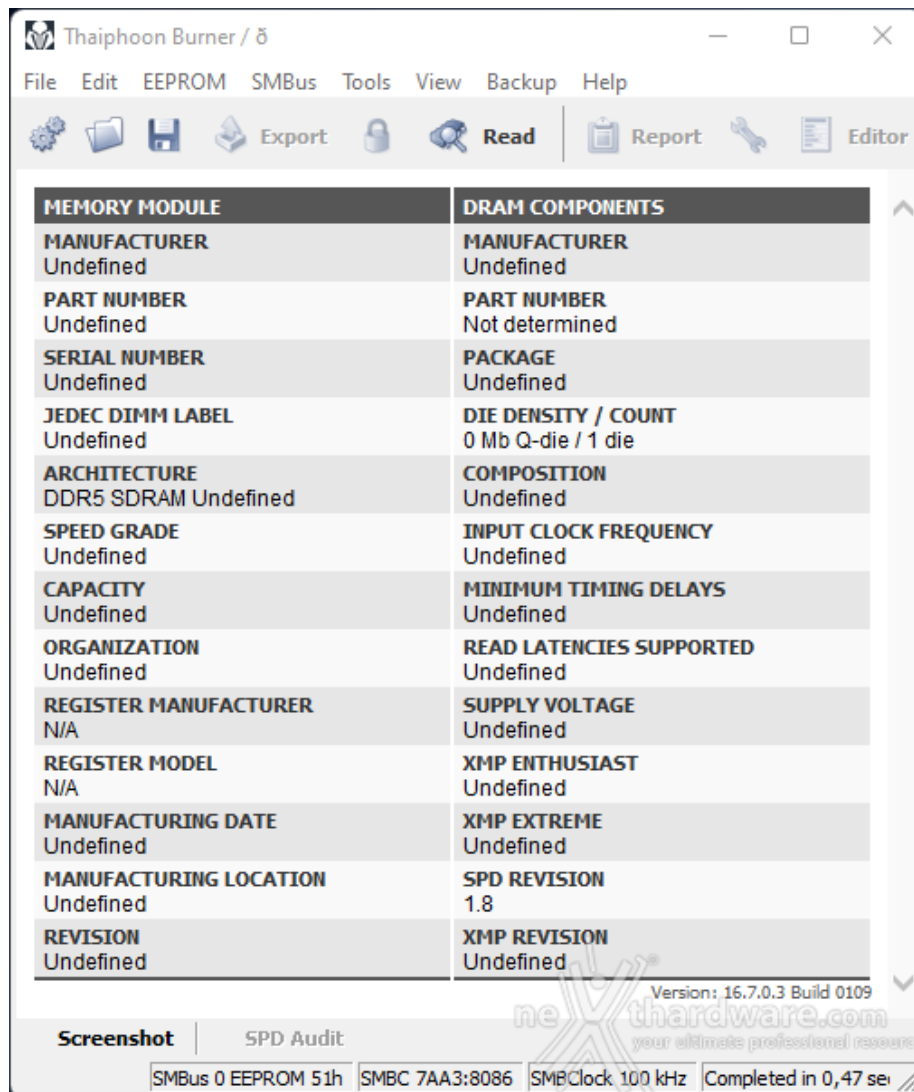 Thaiphoon Burner / ð
File Edit EEPROM SMBus Tools View Backup Help
Export Read Report Editor
MEMORY MODULE
MANUFACTURER
Undefined
PART NUMBER
Undefined
SERIAL NUMBER
Undefined
JEDEC DIMM LABEL
Undefined
ARCHITECTURE
DDR5 SDRAM Undefined
SPEED GRADE
Undefined
CAPACITY
Undefined
ORGANIZATION
Undefined
REGISTER MANUFACTURER
N/A
REGISTER MODEL
N/A
MANUFACTURING DATE
Undefined
MANUFACTURING LOCATION
Undefined
REVISION
Undefined
DRAM COMPONENTS
MANUFACTURER
Undefined
PART NUMBER
Not determined
PACKAGE
Undefined
DIE DENSITY / COUNT
0 Mb Q-die / 1 die
COMPOSITION
Undefined
INPUT CLOCK FREQUENCY
Undefined
MINIMUM TIMING DELAYS
Undefined
READ LATENCIES SUPPORTED
Undefined
SUPPLY VOLTAGE
Undefined
XMP ENTHUSIAST
Undefined
XMP EXTREME
Undefined
SPD REVISION
1.8
XMP REVISION
Undefined
Version: 16.7.0.3 Build 0109
nexthardware.com
your ultimate professional resource
Screenshot SPD Audit
SMBus 0 EEPROM 51h SMBC 7AA3:8086 SMBClock 100 kHz Completed in 0,47 se